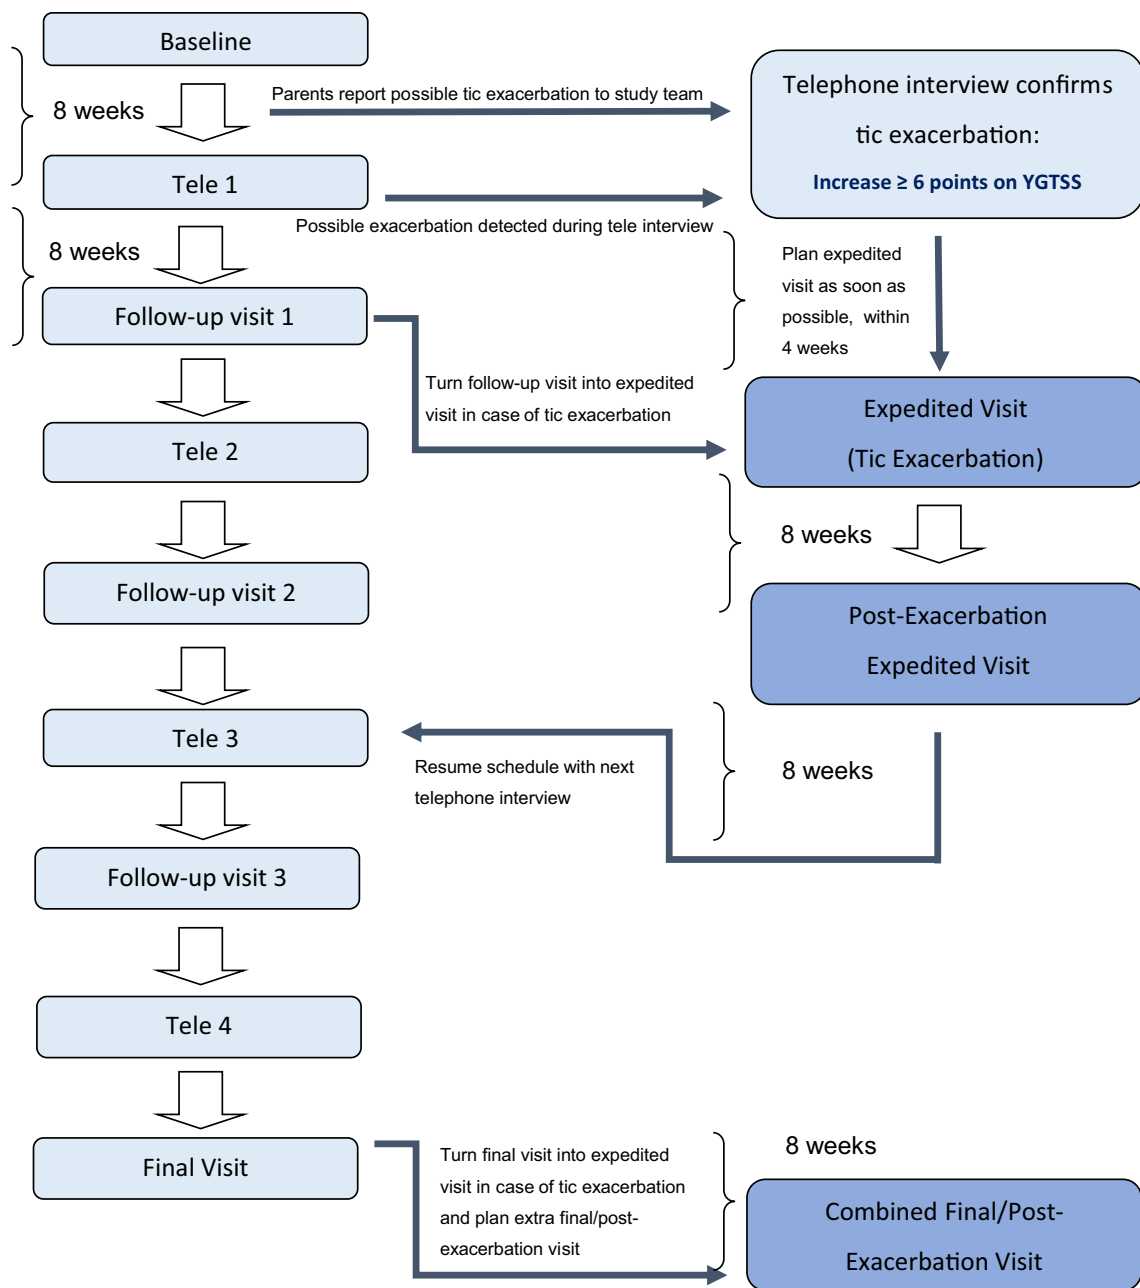 Baseline
8 weeks
Parents report possible tic exacerbation to study team
Telephone interview confirms
tic exacerbation:
Increase ≥ 6 points on YGTSS
Tele 1
Possible exacerbation detected during tele interview
8 weeks
Plan expedited
visit as soon as
possible, within
4 weeks
Follow-up visit 1
Turn follow-up visit into expedited
visit in case of tic exacerbation
Expedited Visit
(Tic Exacerbation)
Tele 2
8 weeks
Follow-up visit 2
Post-Exacerbation
Expedited Visit
Tele 3
Resume schedule with next
telephone interview
8 weeks
Follow-up visit 3
Tele 4
Final Visit
Turn final visit into expedited
visit in case of tic exacerbation
and plan extra final/post-
exacerbation visit
8 weeks
Combined Final/Post-
Exacerbation Visit